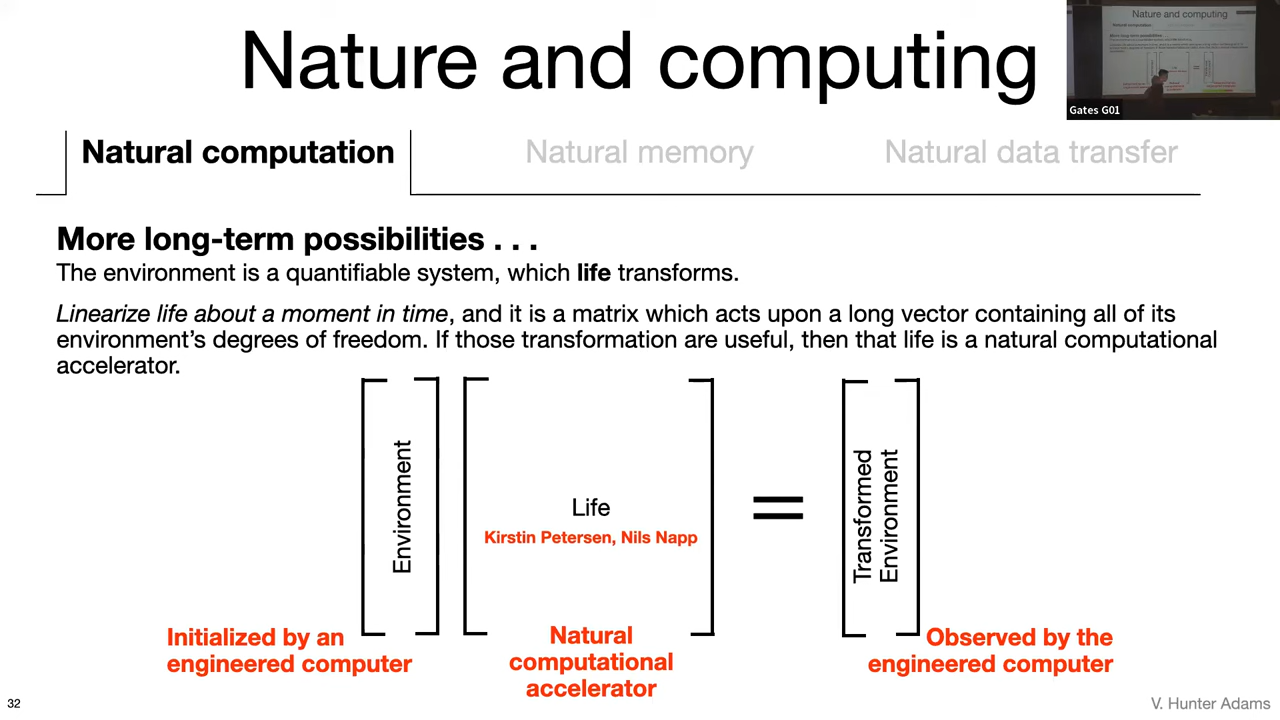 Nature and computing
Gates G01
Natural computation
Natural memory
Natural data transfer
More long-term possibilities . . .
The environment is a quantifiable system, which life transforms.
Linearize life about a moment in time, and it is a matrix which acts upon a long vector containing all of its
environment's degrees of freedom. If those transformation are useful, then that life is a natural computational
accelerator.
Environment
Life
Kirstin Petersen, Nils Napp
=
Transformed
Environment
Initialized by an
engineered computer
Natural
computational
accelerator
Observed by the
engineered computer
32
V. Hunter Adams